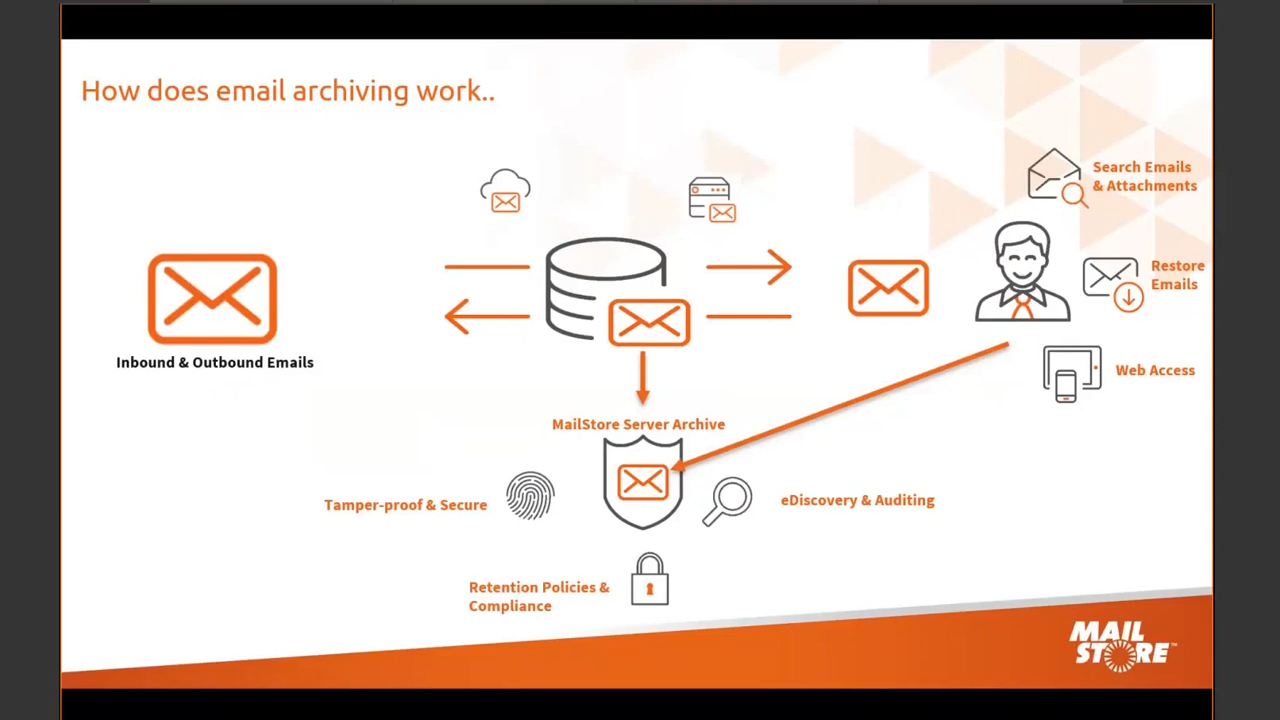 How does email archiving work..
Search Emails
& Attachments
Restore
Emails
Inbound & Outbound Emails
Web Access
MailStore Server Archive
Tamper-proof & Secure
eDiscovery & Auditing
Retention Policies &
Compliance
MAIL
STORE™